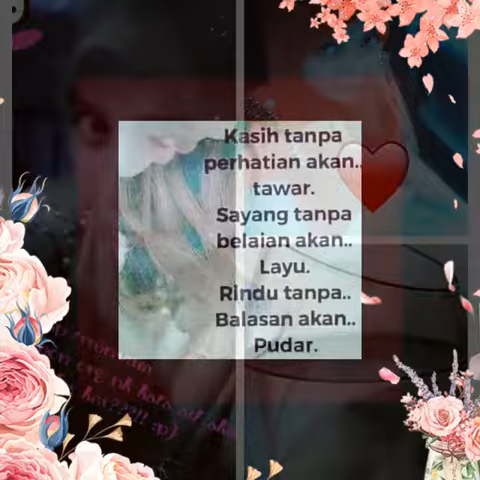 Kasih tanpa
perhatian akan..
tawar.
Sayang tanpa
belaian akan..
Layu.
Rindu tanpa..
Balasan akan..
Pudar.